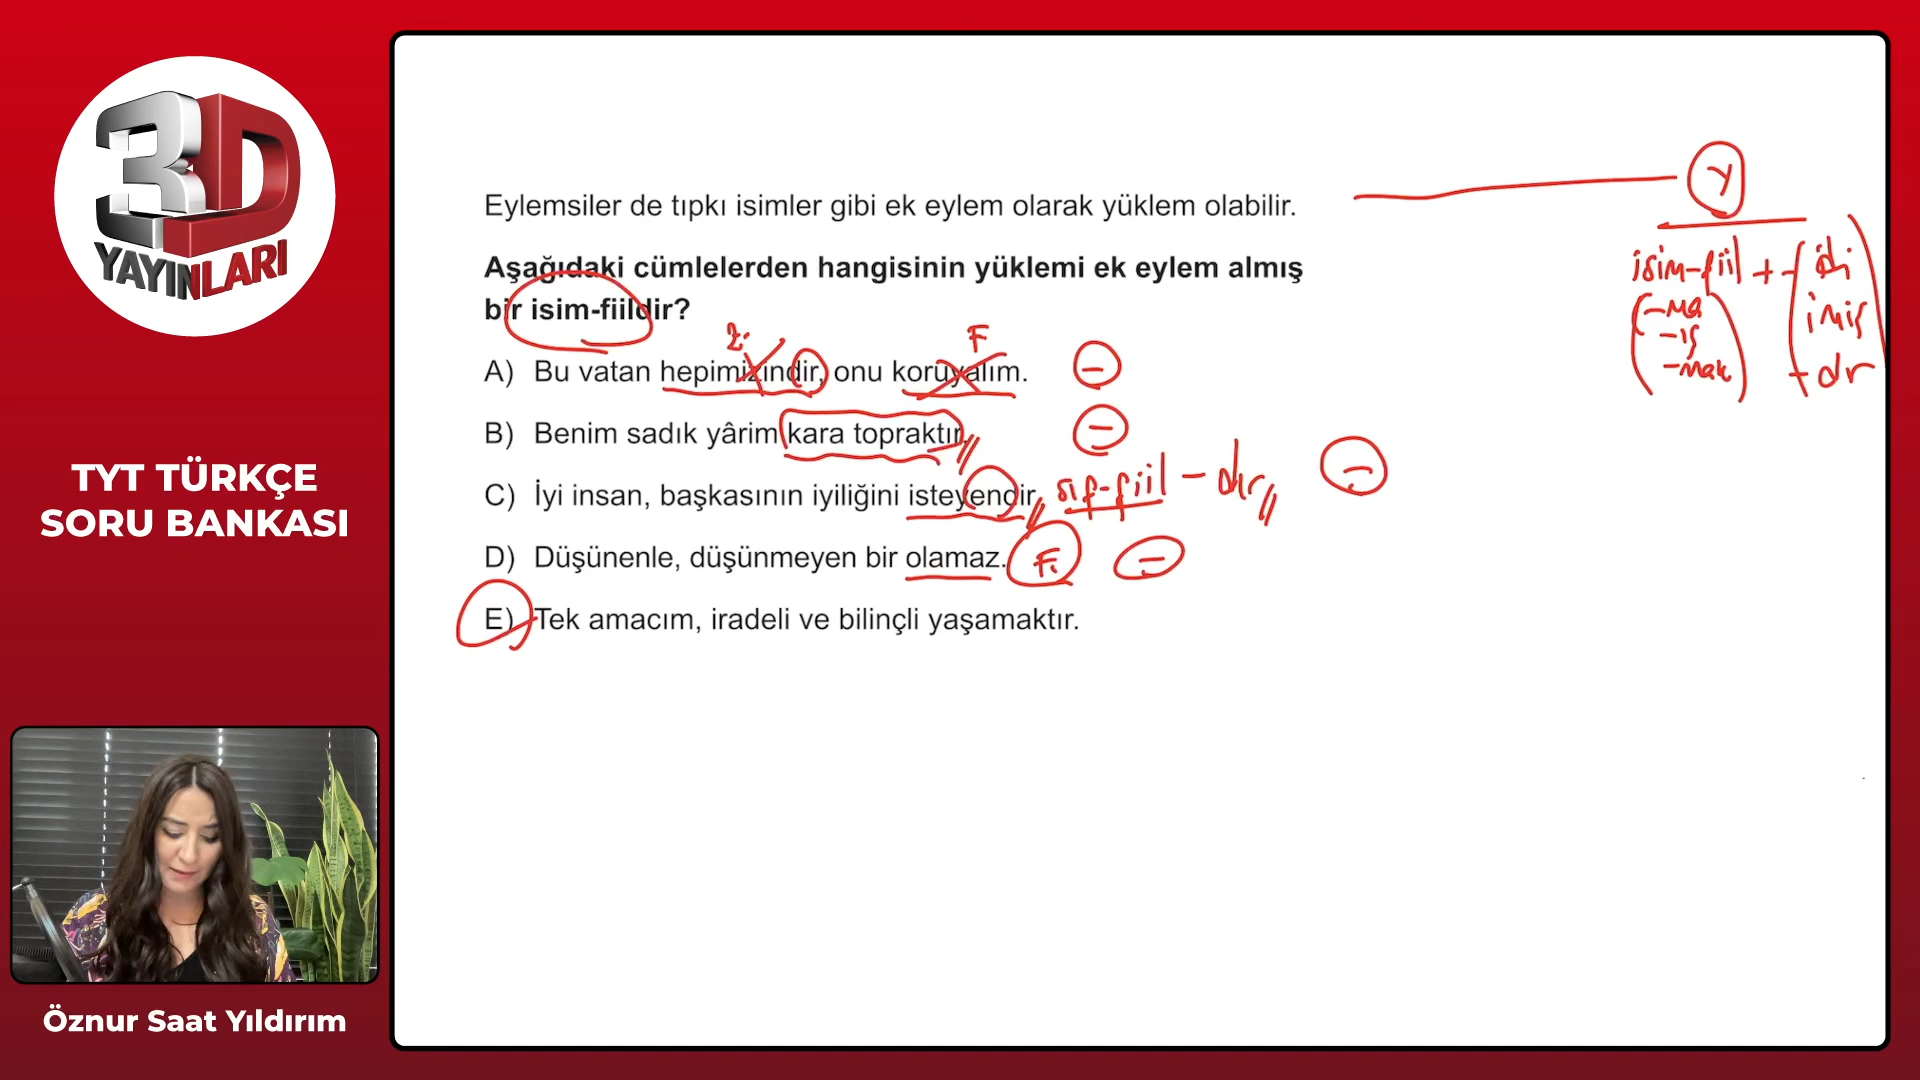 3D
YAYINLARI
TYT TÜRKÇE
SORU BANKASI
Öznur Saat Yıldırım
Eylemsiler de tıpkı isimler gibi ek eylem olarak yüklem olabilir.
Aşağıdaki cümlelerden hangisinin yüklemi ek eylem almış
bir isim-fiildir?
A) Bu vatan hepimizindir, onu koruyalım.
B) Benim sadık yârim kara topraktır.
C) İyi insan, başkasının iyiliğini isteyendir.
D) Düşünenle, düşünmeyen bir olamaz.
E) Tek amacım, iradeli ve bilinçli yaşamaktır.
F
sıf-fiil - dır
F.
Y
isim-fiil + - idi
-ma imiş
-ış
-mak -dır